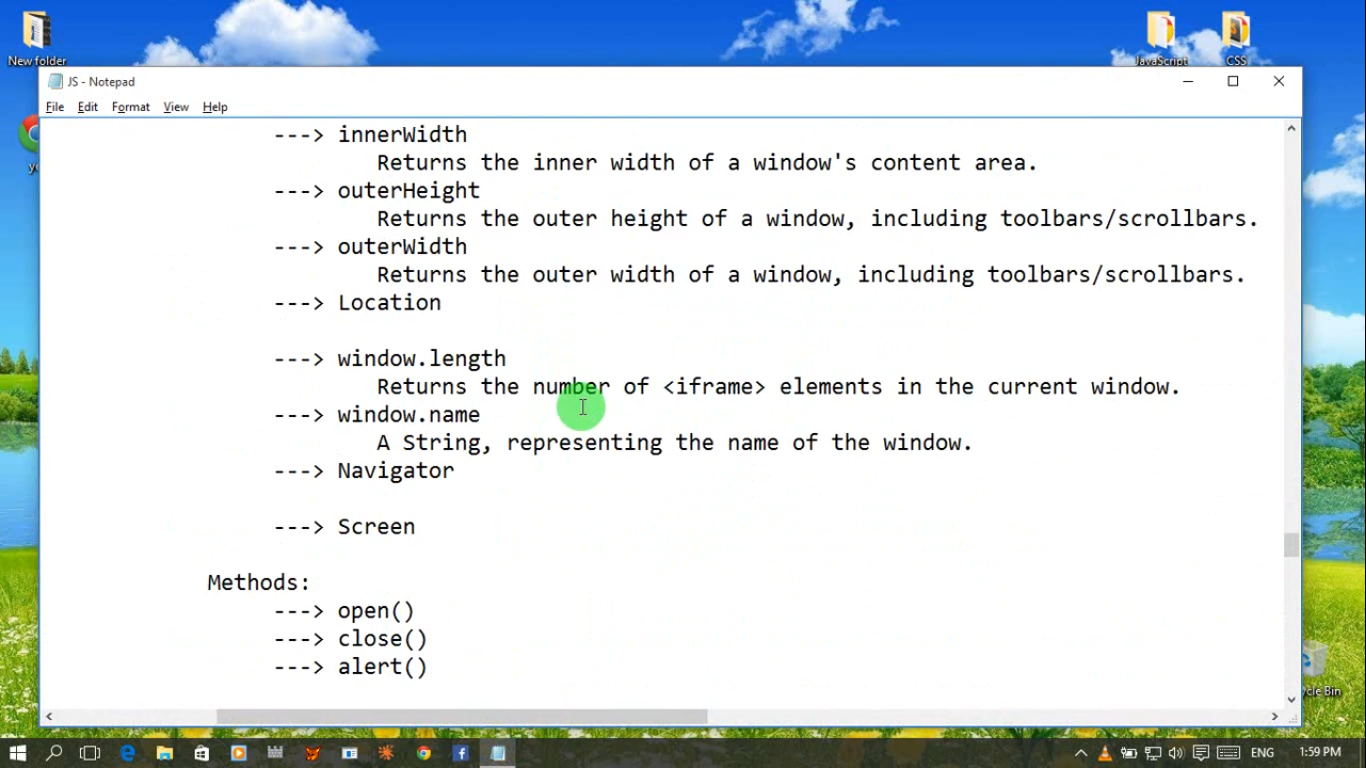 New folder
JavaScript
CSS
JS - Notepad
File Edit Format View Help
---> innerWidth
Returns the inner width of a window's content area.
---> outerHeight
Returns the outer height of a window, including toolbars/scrollbars.
---> outerWidth
Returns the outer width of a window, including toolbars/scrollbars.
---> Location
---> window.length
Returns the number of <iframe> elements in the current window.
---> window.name
A String, representing the name of the window.
---> Navigator
---> Screen
Methods:
---> open()
---> close()
---> alert()
cle Bin
ENG 1:59 PM